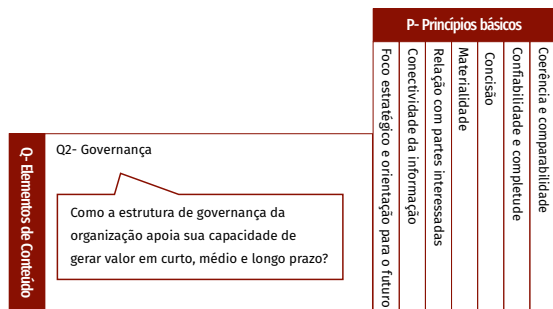 P- Princípios básicos
Foco estratégico e orientação para o futuro
Conectividade da informação
Relação com partes interessadas
Materialidade
Concisão
Confiabilidade e completude
Coerência e comparabilidade
Q- Elementos de Conteúdo
Q2- Governança
Como a estrutura de governança da
organização apoia sua capacidade de
gerar valor em curto, médio e longo prazo?